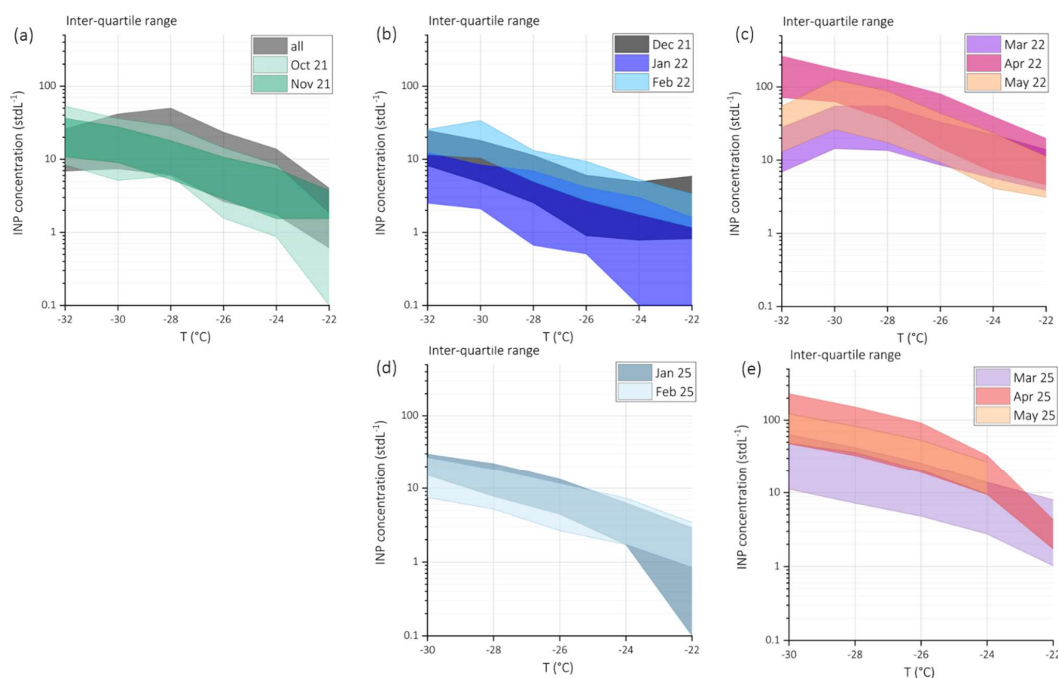 Inter-quartile range
(a)
all
Oct 21
Nov 21
INP concentration (stdL⁻¹)
100
10
1
0.1
-32 -30 -28 -26 -24 -22
T (°C)
Inter-quartile range
(b)
Dec 21
Jan 22
Feb 22
INP concentration (stdL⁻¹)
100
10
1
0.1
-32 -30 -28 -26 -24 -22
T (°C)
Inter-quartile range
(c)
Mar 22
Apr 22
May 22
INP concentration (stdL⁻¹)
100
10
1
0.1
-32 -30 -28 -26 -24 -22
T (°C)
Inter-quartile range
(d)
Jan 25
Feb 25
INP concentration (stdL⁻¹)
100
10
1
0.1
-30 -28 -26 -24 -22
T (°C)
Inter-quartile range
(e)
Mar 25
Apr 25
May 25
INP concentration (stdL⁻¹)
100
10
1
0.1
-30 -28 -26 -24 -22
T (°C)